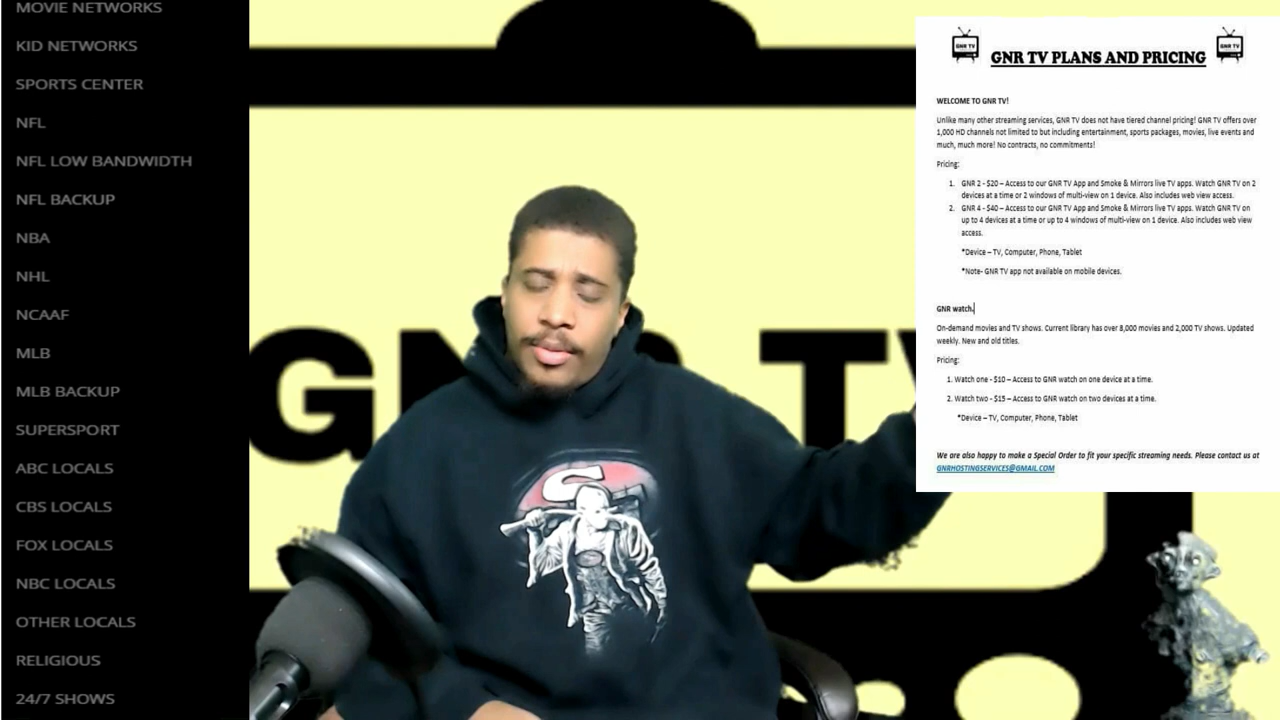 MOVIE NETWORKS
KID NETWORKS
SPORTS CENTER
NFL
NFL LOW BANDWIDTH
NFL BACKUP
NBA
NHL
NCAAF
MLB
MLB BACKUP
SUPERSPORT
ABC LOCALS
CBS LOCALS
FOX LOCALS
NBC LOCALS
OTHER LOCALS
RELIGIOUS
24/7 SHOWS
GN TV
GNR TV
GNR TV PLANS AND PRICING
GNR TV
WELCOME TO GNR TV!
Unlike many other streaming services, GNR TV does not have tiered channel pricing! GNR TV offers over
1,000 HD channels not limited to but including entertainment, sports packages, movies, live events and
much, much more! No contracts, no commitments!
Pricing:
1. GNR 2 - $20 – Access to our GNR TV App and Smoke & Mirrors live TV apps. Watch GNR TV on 2
devices at a time or 2 windows of multi-view on 1 device. Also includes web view access.
2. GNR 4 - $40 – Access to our GNR TV App and Smoke & Mirrors live TV apps. Watch GNR TV on
up to 4 devices at a time or up to 4 windows of multi-view on 1 device. Also includes web view
access.
*Device – TV, Computer, Phone, Tablet
*Note- GNR TV app not available on mobile devices.
GNR watch.
On-demand movies and TV shows. Current library has over 8,000 movies and 2,000 TV shows. Updated
weekly. New and old titles.
Pricing:
1. Watch one - $10 – Access to GNR watch on one device at a time.
2. Watch two - $15 – Access to GNR watch on two devices at a time.
*Device – TV, Computer, Phone, Tablet
We are also happy to make a Special Order to fit your specific streaming needs. Please contact us at
GNRHOSTINGSERVICES@GMAIL.COM